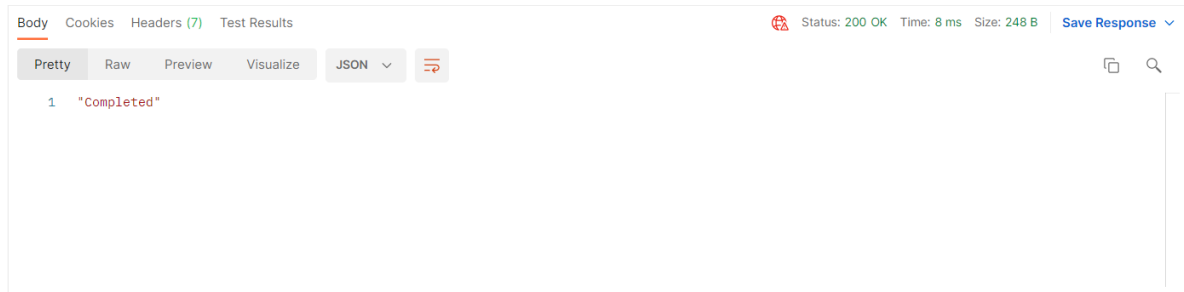 Body Cookies Headers (7) Test Results Status: 200 OK Time: 8 ms Size: 248 B Save Response
Pretty Raw Preview Visualize JSON
1 "Completed"